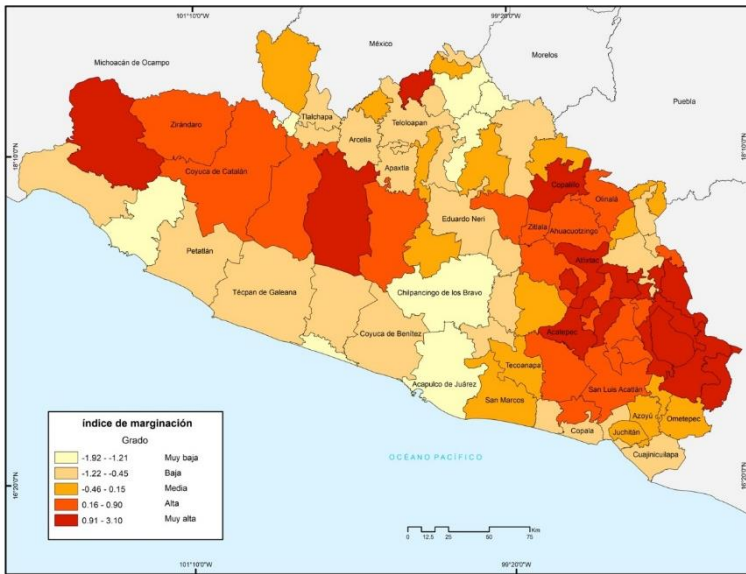 101°10'0"W
99°20'0"W
México
Morelos
Michoacán de Ocampo
Puebla
Zirándaro
Tlalchapa
Teloloapan
Arcelia
18°10'0"N
18°10'0"N
Coyuca de Catalán
Apaxtla
Copalillo
Olinalá
Eduardo Neri
Zitlala
Ahuacuotzingo
Petatlán
Atlixtac
Técpan de Galeana
Chilpancingo de los Bravo
Coyuca de Benítez
Acatepec
Tecoanapa
Acapulco de Juárez
San Luis Acatlán
San Marcos
Azoyú
Ometepec
Copala
Juchitán
Cuajinicuilapa
OCÉANO PACÍFICO
índice de marginación
Grado
-1.92 - -1.21 Muy baja
-1.22 - -0.45 Baja
-0.46 - 0.15 Media
0.16 - 0.90 Alta
0.91 - 3.10 Muy alta
16°20'0"N
16°20'0"N
0 12.5 25 50 75 Km
101°10'0"W
99°20'0"W